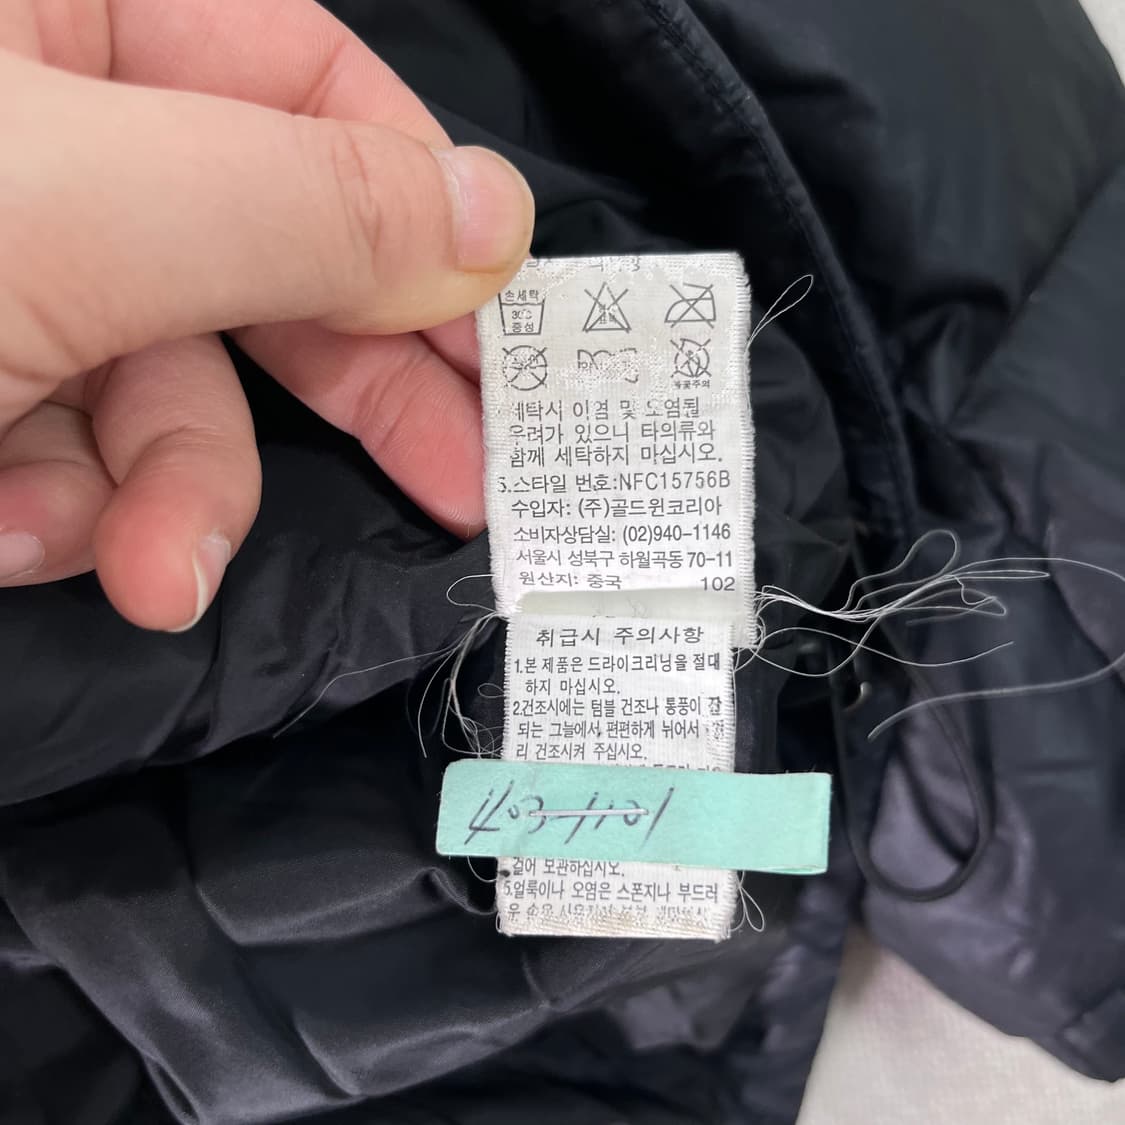 손세탁
30℃
중성
불꽃주의
세탁시 이염 및 오염될
우려가 있으니 타의류와
함께 세탁하지 마십시오.
스타일 번호:NFC15756B
수입자: (주)골드윈코리아
소비자상담실: (02)940-1146
서울시 성북구 하월곡동 70-11
원산지: 중국 102
취급시 주의사항
1.본 제품은 드라이크리닝을 절대
하지 마십시오.
2.건조시에는 텀블 건조나 통풍이 잘
되는 그늘에서 편편하게 뉘어서
리 건조시켜 주십시오.
403-1101
걸어 보관하십시오.
5.얼룩이나 오염은 스폰지나 부드러